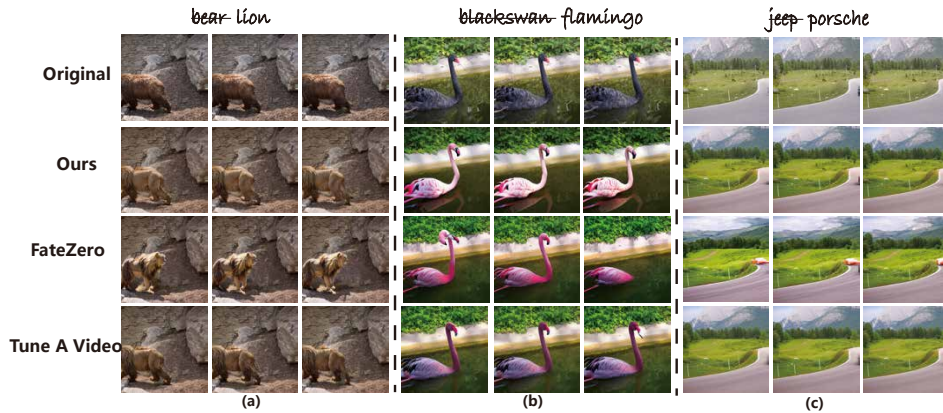 bear lion
blackswan flamingo
jeep porsche
Original
Ours
FateZero
Tune A Video
(a)
(b)
(c)